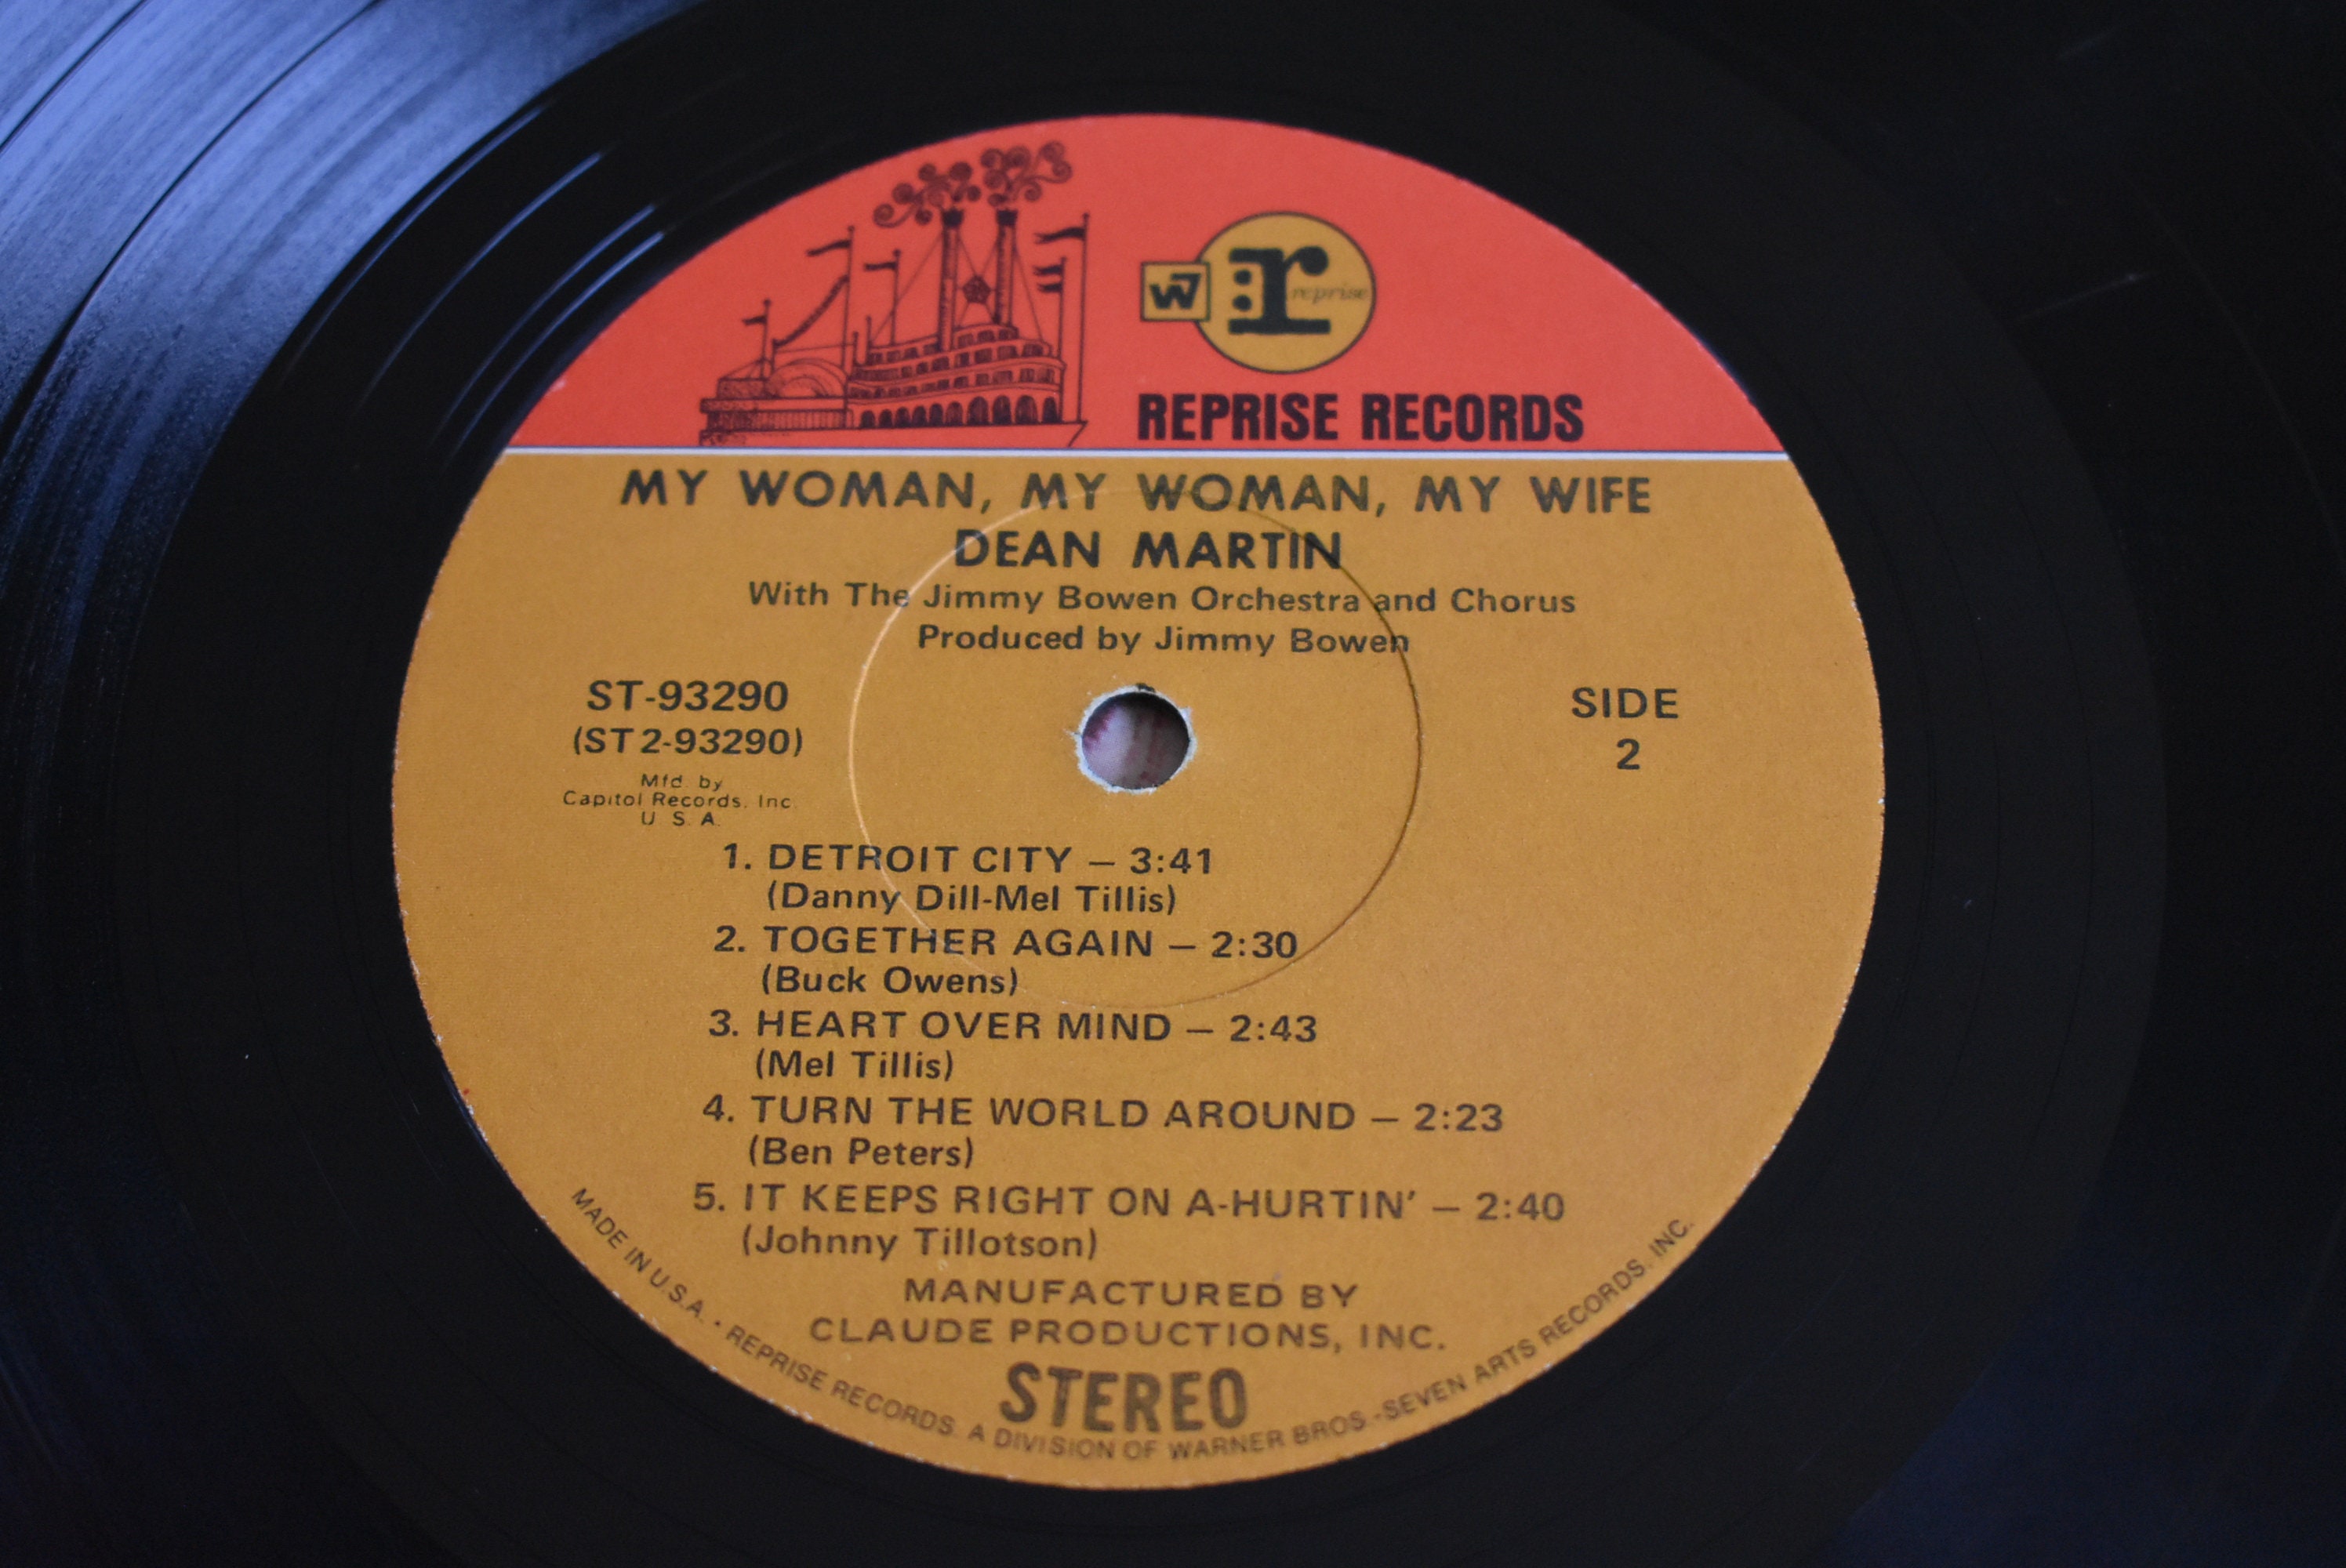 W7
r: reprise
REPRISE RECORDS
MY WOMAN, MY WOMAN, MY WIFE
DEAN MARTIN
With The Jimmy Bowen Orchestra and Chorus
Produced by Jimmy Bowen
ST-93290
(ST2-93290)
Mfd. by
Capitol Records, Inc.
U. S. A.
SIDE
2
1. DETROIT CITY — 3:41
(Danny Dill-Mel Tillis)
2. TOGETHER AGAIN — 2:30
(Buck Owens)
3. HEART OVER MIND — 2:43
(Mel Tillis)
4. TURN THE WORLD AROUND — 2:23
(Ben Peters)
5. IT KEEPS RIGHT ON A-HURTIN' — 2:40
(Johnny Tillotson)
MANUFACTURED BY
CLAUDE PRODUCTIONS, INC.
STEREO
MADE IN U.S.A. • REPRISE RECORDS, A DIVISION OF WARNER BROS.-SEVEN ARTS RECORDS, INC.